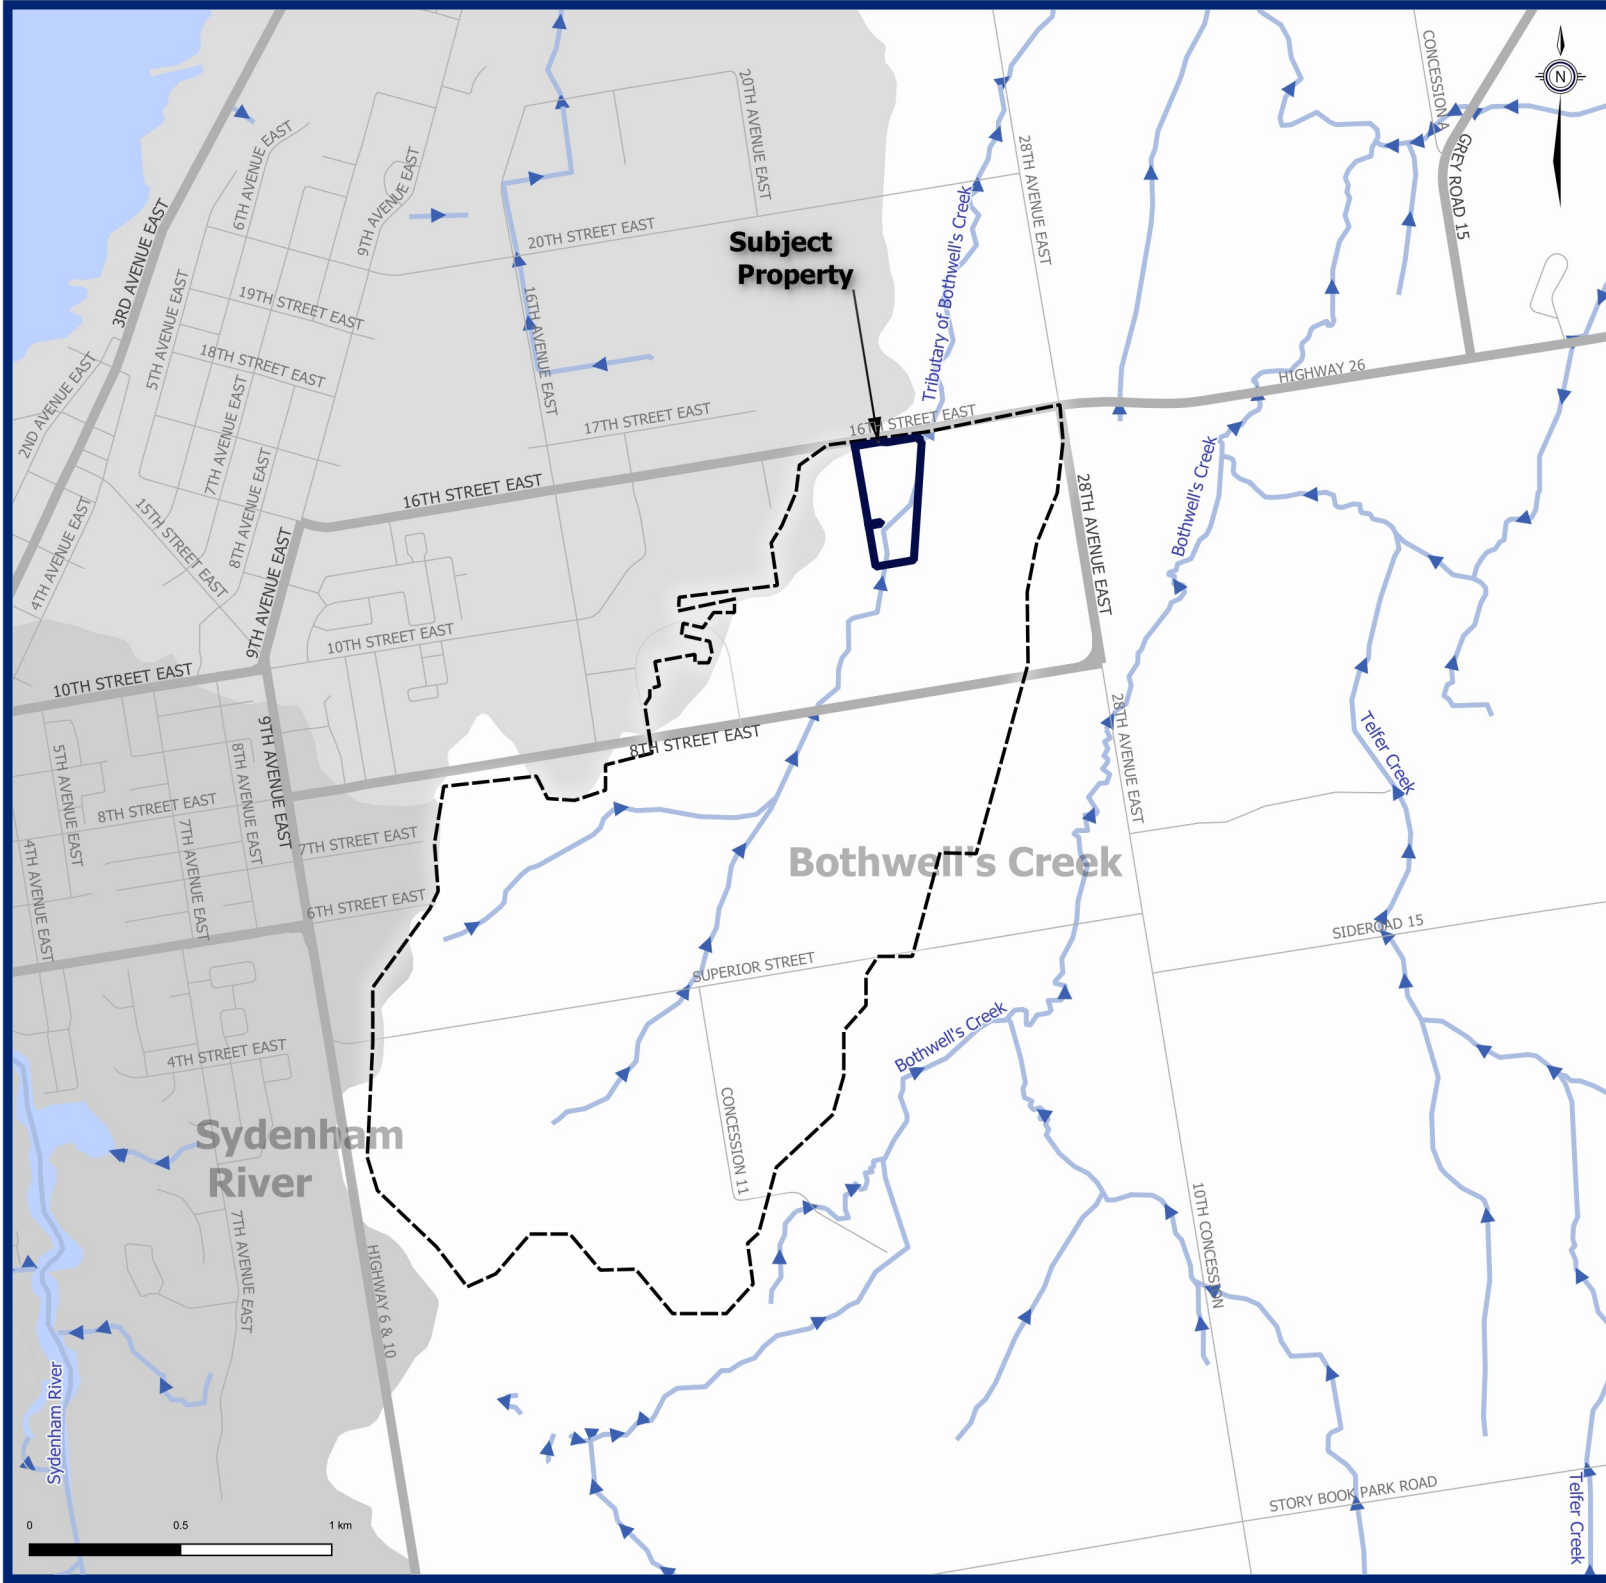 CONCESSION A
N
20TH AVENUE EAST
6TH AVENUE EAST
28TH AVENUE EAST
GREY ROAD 15
9TH AVENUE EAST
3RD AVENUE EAST
20TH STREET EAST
Tributary of Bothwell's Creek
Subject
Property
5TH AVENUE EAST
19TH STREET EAST
16TH AVENUE EAST
18TH STREET EAST
2ND AVENUE EAST
HIGHWAY 26
7TH AVENUE EAST
17TH STREET EAST
16TH STREET EAST
8TH AVENUE EAST
16TH STREET EAST
Bothwell's Creek
28TH AVENUE EAST
4TH AVENUE EAST
15TH STREET EAST
9TH AVENUE EAST
10TH STREET EAST
10TH STREET EAST
28TH AVENUE EAST
Telfer Creek
9TH AVENUE EAST
8TH STREET EAST
5TH AVENUE EAST
8TH AVENUE EAST
8TH STREET EAST
7TH AVENUE EAST
7TH STREET EAST
4TH AVENUE EAST
Bothwell's Creek
6TH STREET EAST
SIDEROAD 15
SUPERIOR STREET
Bothwell's Creek
4TH STREET EAST
CONCESSION 11
Sydenham
River
10TH CONCESSION
7TH AVENUE EAST
HIGHWAY 6 & 10
Sydenham River
STORY BOOK PARK ROAD
Telfer Creek
0 0.5 1 km